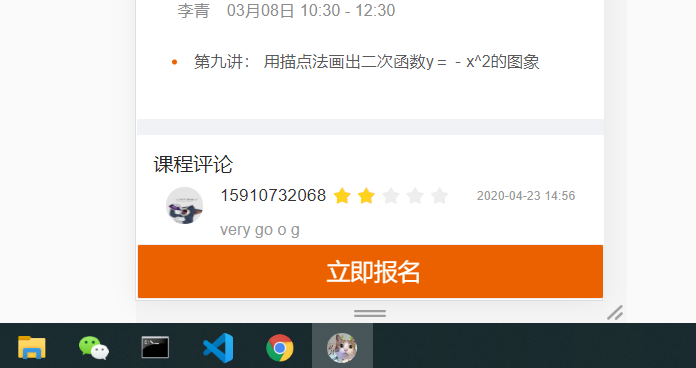 李青 03月08日 10:30 - 12:30
第九讲： 用描点法画出二次函数y = - x^2的图象
课程评论
15910732068 2020-04-23 14:56
very go o g
立即报名